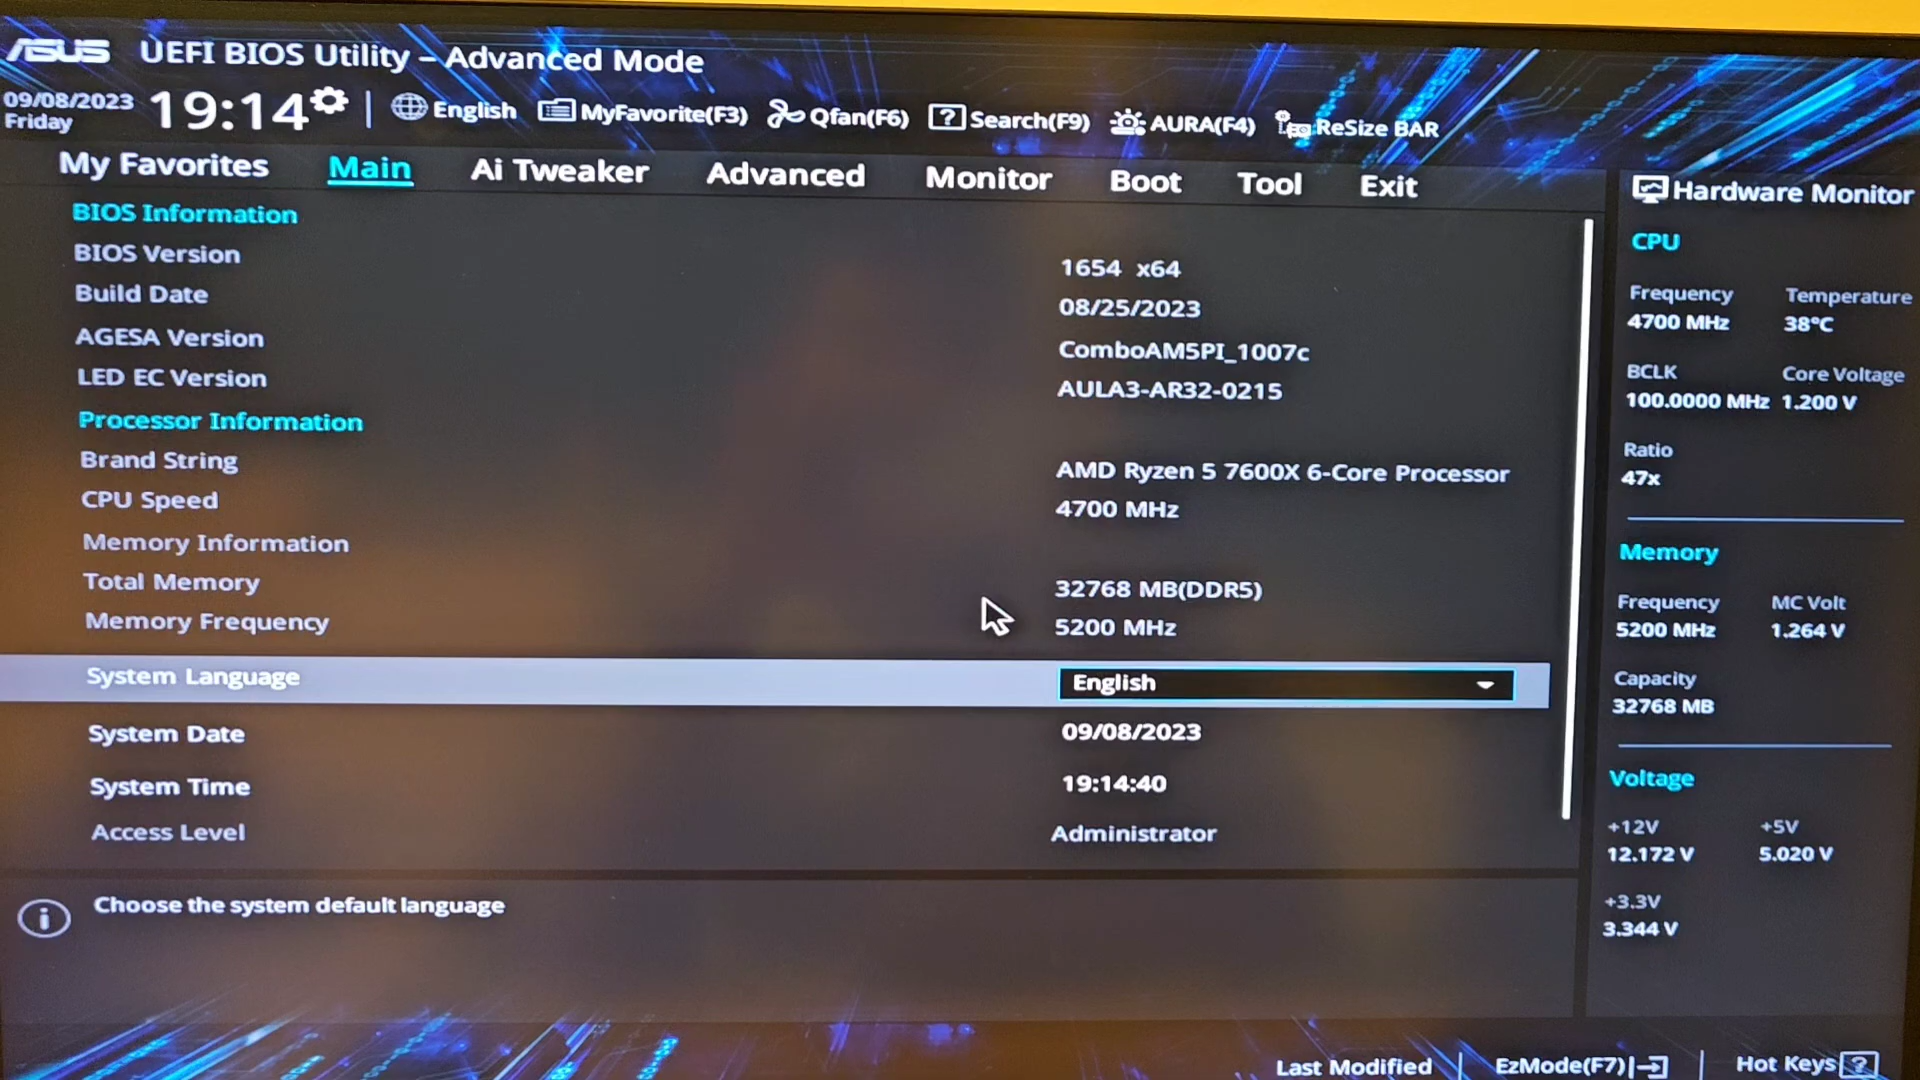 ASUS UEFI BIOS Utility – Advanced Mode
09/08/2023
Friday
19:14
English MyFavorite(F3) Qfan(F6) Search(F9) AURA(F4) ReSize BAR
My Favorites Main Ai Tweaker Advanced Monitor Boot Tool Exit
BIOS Information
BIOS Version 1654 x64
Build Date 08/25/2023
AGESA Version ComboAM5PI_1007c
LED EC Version AULA3-AR32-0215
Processor Information
Brand String AMD Ryzen 5 7600X 6-Core Processor
CPU Speed 4700 MHz
Memory Information
Total Memory 32768 MB(DDR5)
Memory Frequency 5200 MHz
System Language English
System Date 09/08/2023
System Time 19:14:40
Access Level Administrator
Choose the system default language
Hardware Monitor
CPU
Frequency Temperature
4700 MHz 38°C
BCLK Core Voltage
100.0000 MHz 1.200 V
Ratio
47x
Memory
Frequency MC Volt
5200 MHz 1.264 V
Capacity
32768 MB
Voltage
+12V +5V
12.172 V 5.020 V
+3.3V
3.344 V
Last Modified EzMode(F7) Hot Keys ?